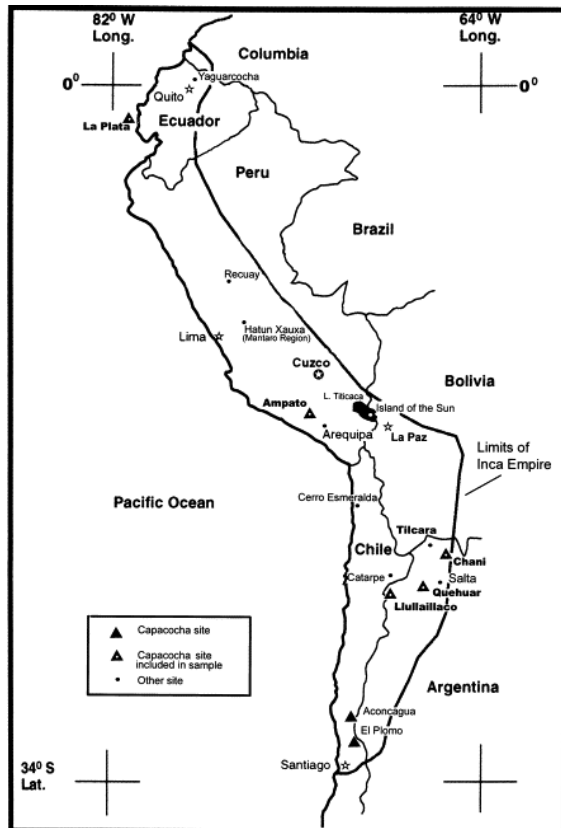 82⁰ W
Long.
64⁰ W
Long.
Columbia
0⁰
0⁰
Yaguarcocha
Quito
La Plata
Ecuador
Peru
Brazil
Recuay
Hatun Xauxa
(Mantaro Region)
Lima
Cuzco
Bolivia
L. Titicaca
Ampato
Island of the Sun
Arequipa
La Paz
Limits of
Inca Empire
Pacific Ocean
Cerro Esmeralda
Tilcara
Chile
Chani
Catarpe
Salta
Quehuar
Llullaillaco
Capacocha site
Capacocha site
included in sample
Other site
Argentina
Aconcagua
El Plomo
Santiago
34⁰ S
Lat.